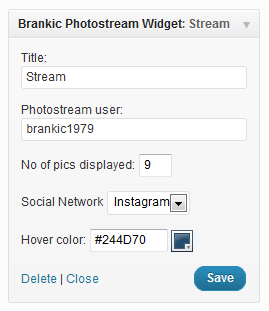 Brankic Photostream Widget: Stream
Title:
Stream
Photostream user:
brankic1979
No of pics displayed: 9
Social Network Instagram
Hover color: #244D70
Delete | Close Save